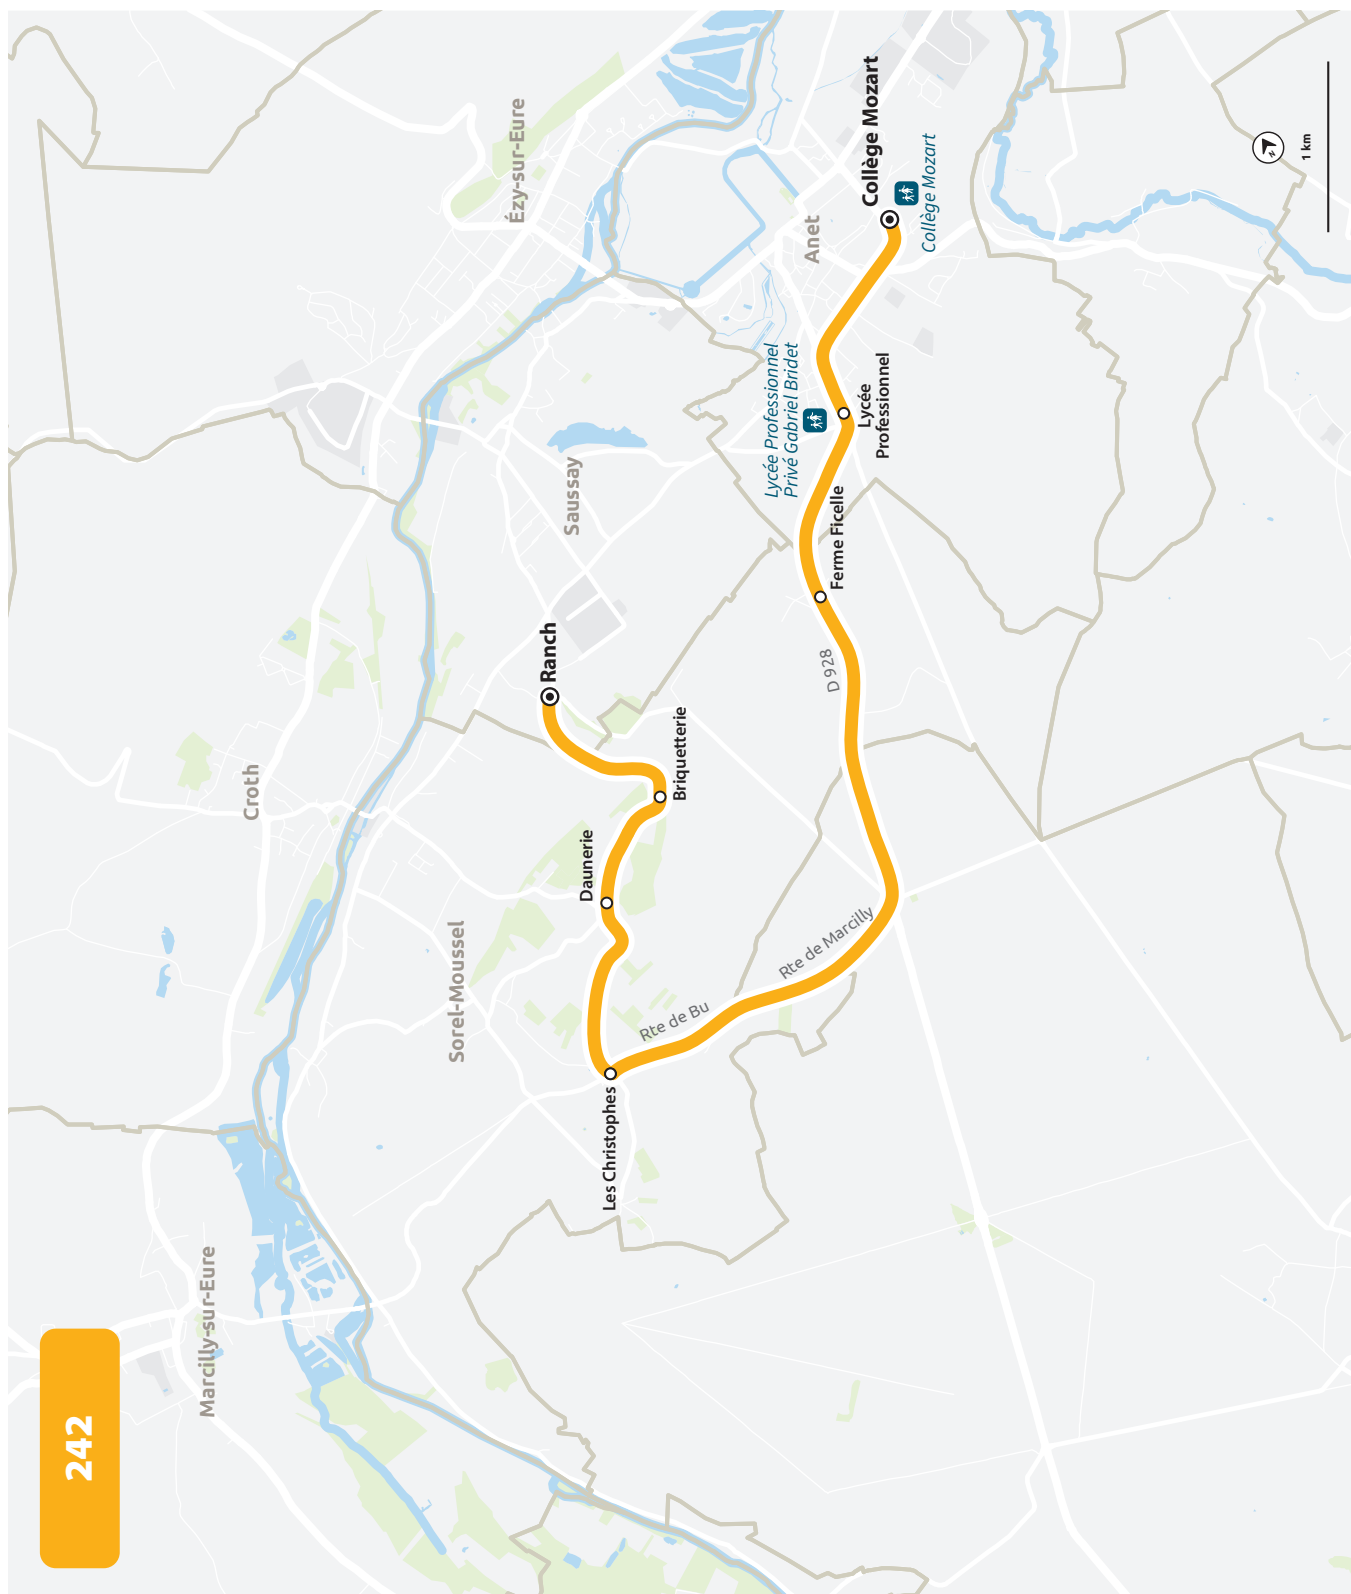 242
Marcilly-sur-Eure
Croth
Ézy-sur-Eure
Sorel-Moussel
Saussay
Anet
Ranch
Briquetterie
Daunerie
Les Christophes
Rte de Bu
Rte de Marcilly
D 928
Ferme Ficelle
Lycée
Professionnel
Lycée Professionnel
Privé Gabriel Bridet
Collège Mozart
Collège Mozart
N
1 km